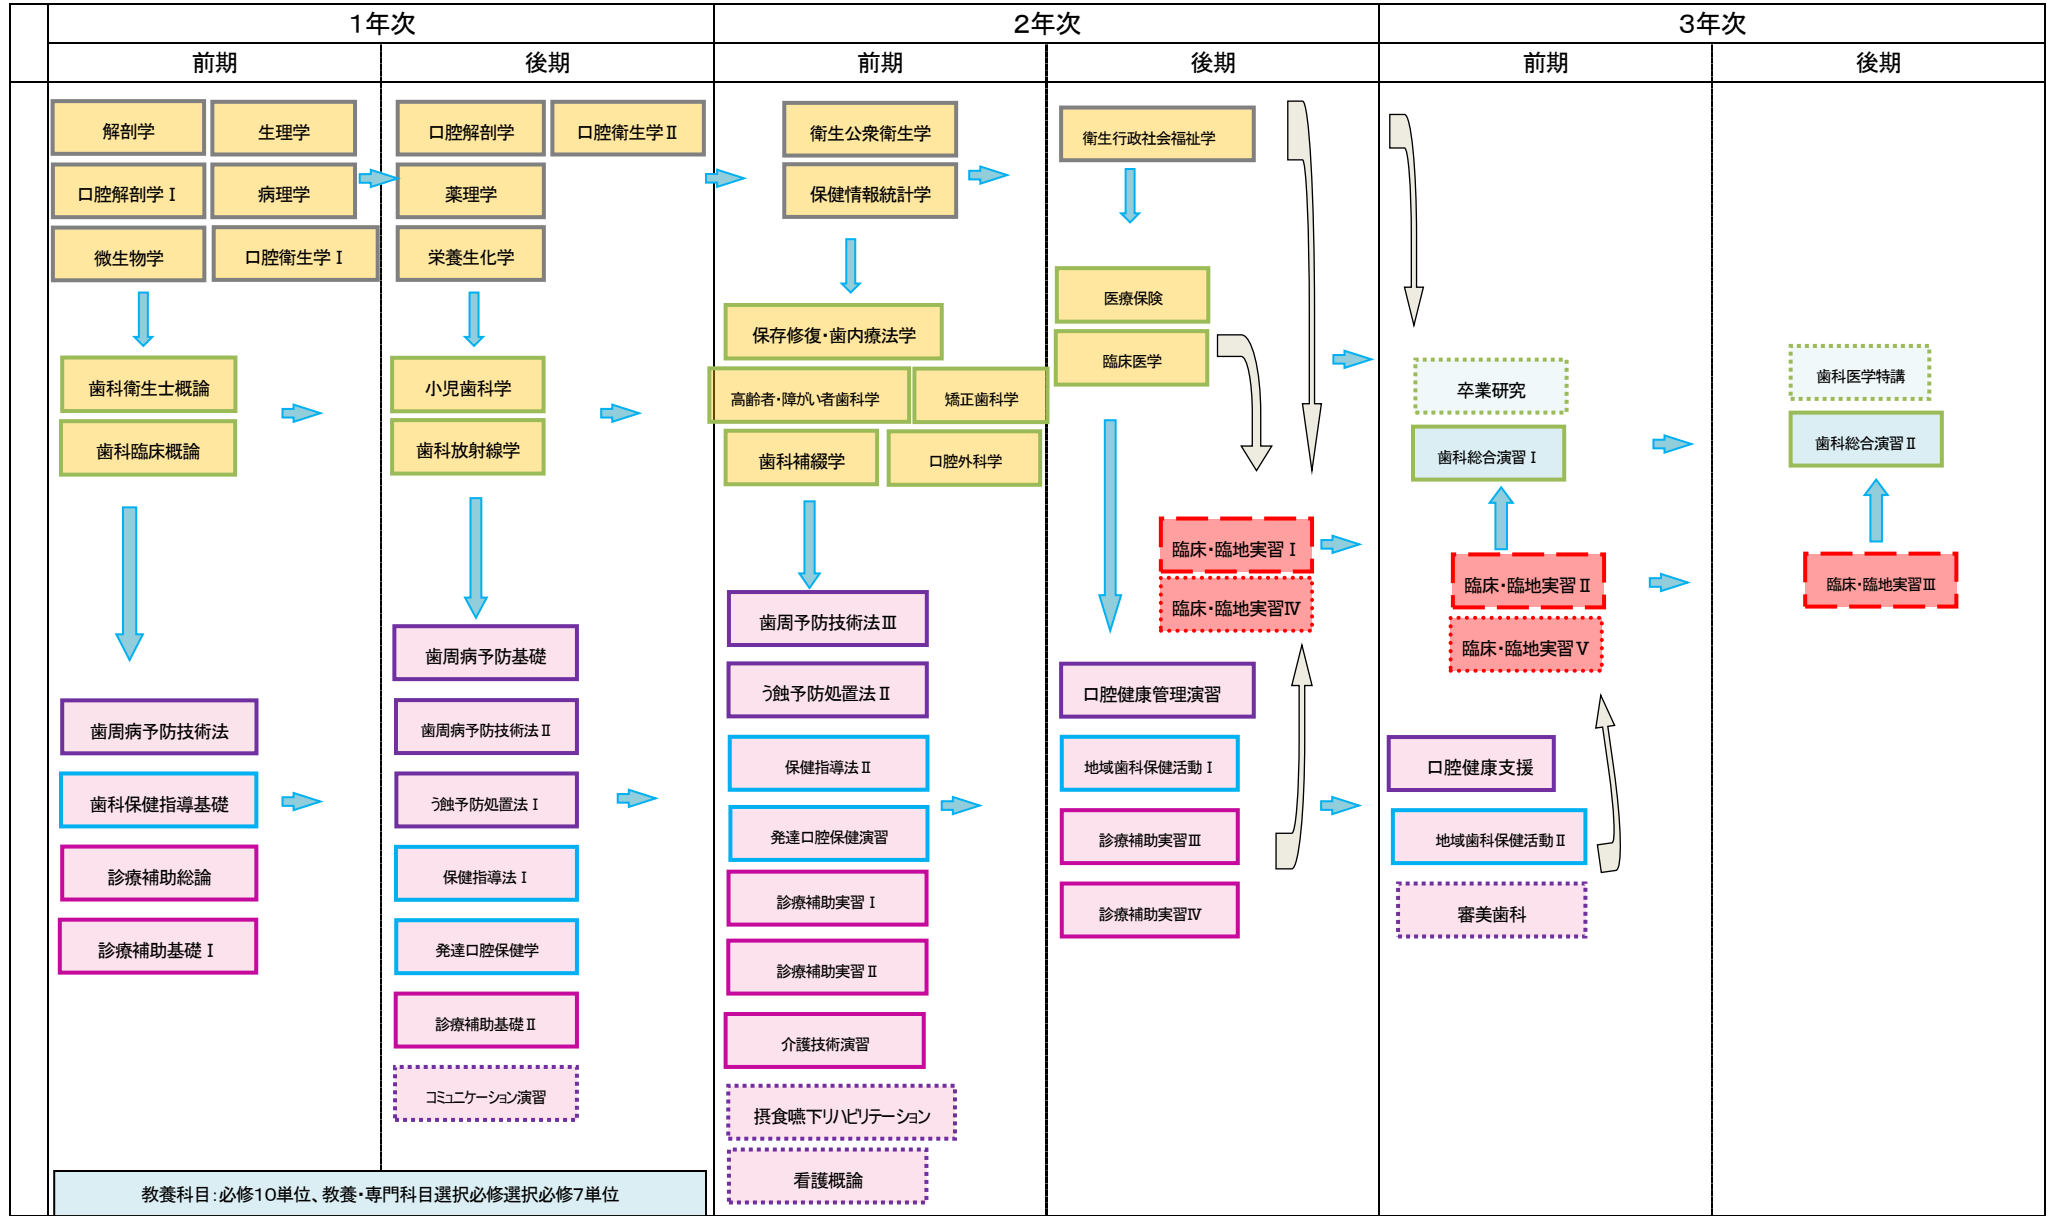 1年次
2年次
3年次
前期
後期
前期
後期
前期
後期
解剖学
生理学
口腔解剖学Ⅰ
病理学
微生物学
口腔衛生学Ⅰ
歯科衛生士概論
歯科臨床概論
歯周病予防技術法
歯科保健指導基礎
診療補助総論
診療補助基礎Ⅰ
口腔解剖学
口腔衛生学Ⅱ
薬理学
栄養生化学
小児歯科学
歯科放射線学
歯周病予防基礎
歯周病予防技術法Ⅱ
う蝕予防処置法Ⅰ
保健指導法Ⅰ
発達口腔保健学
診療補助基礎Ⅱ
コミュニケーション演習
教養科目:必修10単位、教養・専門科目選択必修選択必修7単位
衛生公衆衛生学
保健情報統計学
保存修復・歯内療法学
高齢者・障がい者歯科学
矯正歯科学
歯科補綴学
口腔外科学
歯周予防技術法Ⅲ
う蝕予防処置法Ⅱ
保健指導法Ⅱ
発達口腔保健演習
診療補助実習Ⅰ
診療補助実習Ⅱ
介護技術演習
摂食嚥下リハビリテーション
看護概論
衛生行政社会福祉学
医療保険
臨床医学
臨床・臨地実習Ⅰ
臨床・臨地実習Ⅳ
口腔健康管理演習
地域歯科保健活動Ⅰ
診療補助実習Ⅲ
診療補助実習Ⅳ
卒業研究
歯科総合演習Ⅰ
臨床・臨地実習Ⅱ
臨床・臨地実習Ⅴ
口腔健康支援
地域歯科保健活動Ⅱ
審美歯科
歯科医学特講
歯科総合演習Ⅱ
臨床・臨地実習Ⅲ